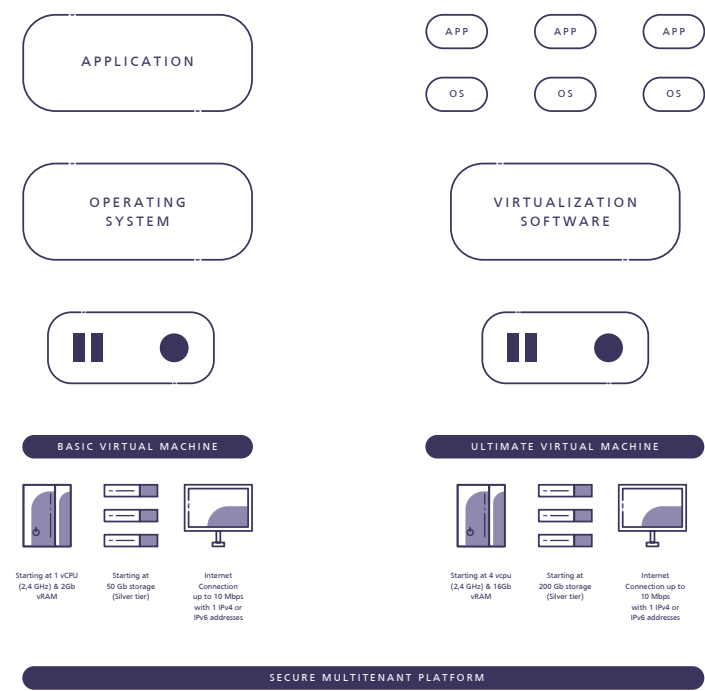 APPLICATION
APP APP APP
OS OS OS
OPERATING
SYSTEM
VIRTUALIZATION
SOFTWARE
BASIC VIRTUAL MACHINE
ULTIMATE VIRTUAL MACHINE
Starting at 1 vCPU
(2,4 GHz) & 2Gb
vRAM
Starting at
50 Gb storage
(Silver tier)
Internet
Connection
up to 10 Mbps
with 1 IPv4 or
IPv6 addresses
Starting at 4 vcpu
(2,4 GHz) & 16Gb
vRAM
Starting at
200 Gb storage
(Silver tier)
Internet
Connection up to
10 Mbps
with 1 IPv4 or
IPv6 addresses
SECURE MULTITENANT PLATFORM